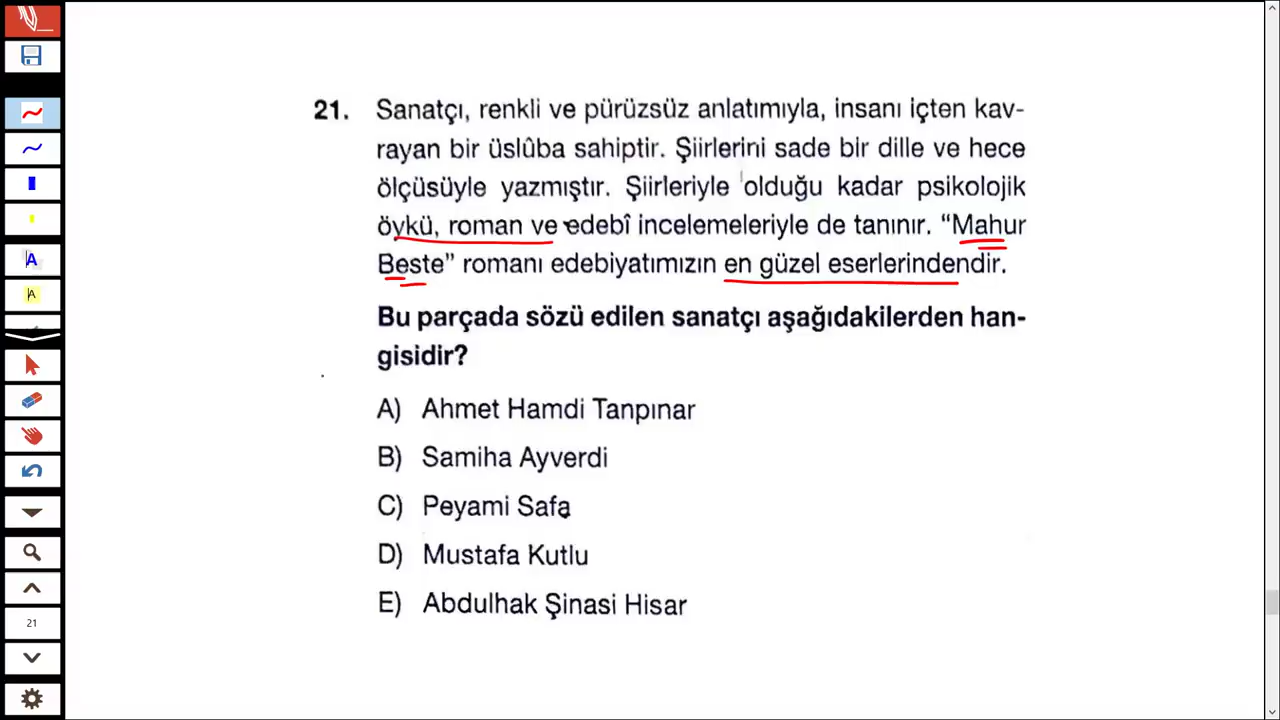 21. Sanatçı, renkli ve pürüzsüz anlatımıyla, insanı içten kav-
rayan bir üslûba sahiptir. Şiirlerini sade bir dille ve hece
ölçüsüyle yazmıştır. Şiirleriyle olduğu kadar psikolojik
öykü, roman ve edebî incelemeleriyle de tanınır. “Mahur
Beste” romanı edebiyatımızın en güzel eserlerindendir.
Bu parçada sözü edilen sanatçı aşağıdakilerden han-
gisidir?
A) Ahmet Hamdi Tanpınar
B) Samiha Ayverdi
C) Peyami Safa
D) Mustafa Kutlu
E) Abdulhak Şinasi Hisar
A
A
21